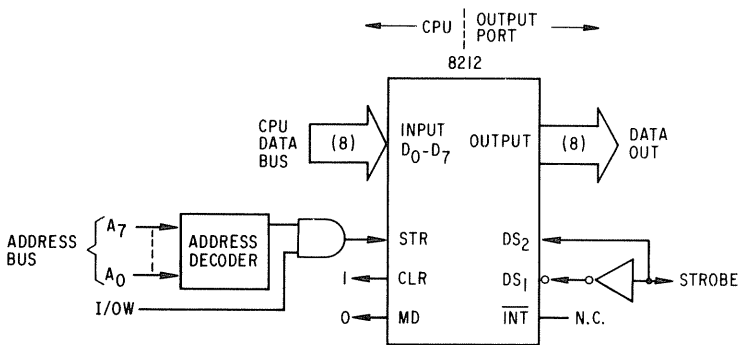 CPU OUTPUT
PORT
8212
CPU
DATA
BUS
(8)
INPUT
D0-D7
OUTPUT
(8)
DATA
OUT
ADDRESS
BUS
A7
A0
ADDRESS
DECODER
I/OW
STR
CLR
MD
1
0
DS2
DS1
INT
STROBE
N.C.